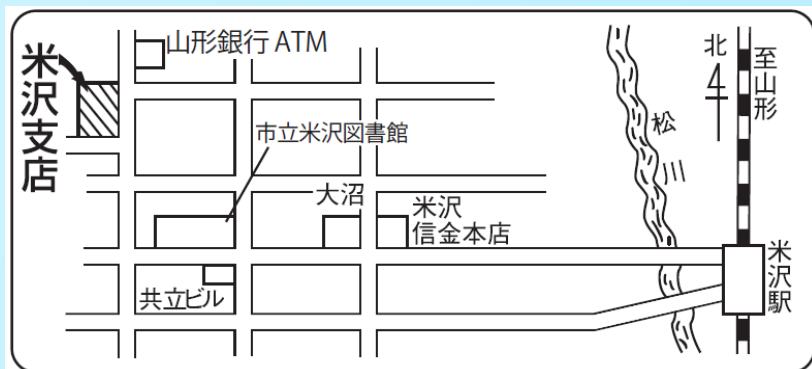 山形銀行 ATM
米沢支店
北
至山形
市立米沢図書館
松川
大沼
米沢
信金本店
米沢駅
共立ビル